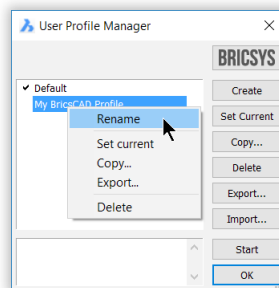 User Profile Manager
BRICSYS
Default
My BricsCAD Profile
Rename
Set current
Copy...
Export...
Delete
Create
Set Current
Copy...
Delete
Export...
Import...
Start
OK